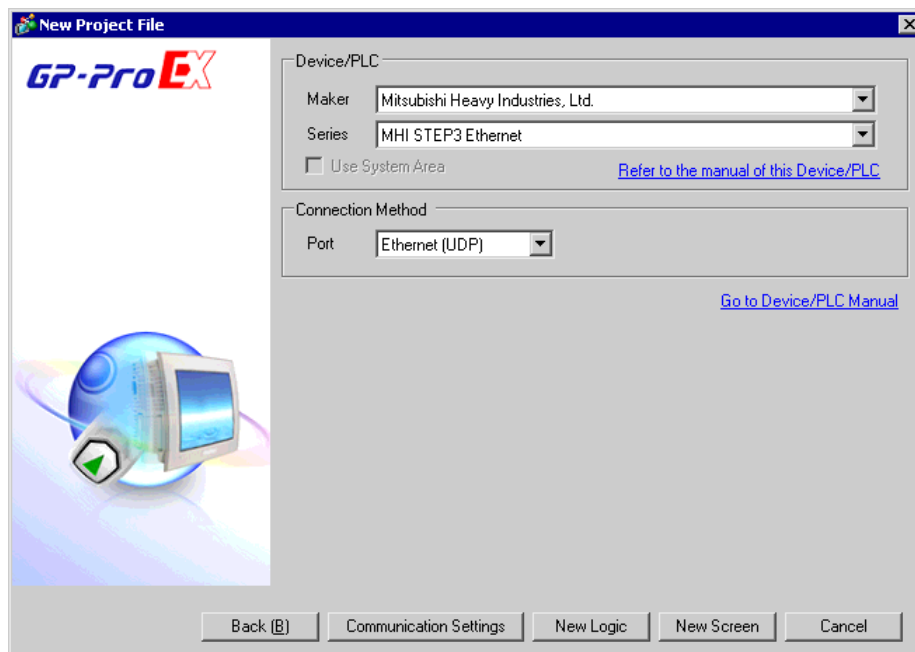 New Project File
GP-Pro EX
Device/PLC
Maker Mitsubishi Heavy Industries, Ltd.
Series MHI STEP3 Ethernet
Use System Area Refer to the manual of this Device/PLC
Connection Method
Port Ethernet (UDP)
Go to Device/PLC Manual
Back (B) Communication Settings New Logic New Screen Cancel